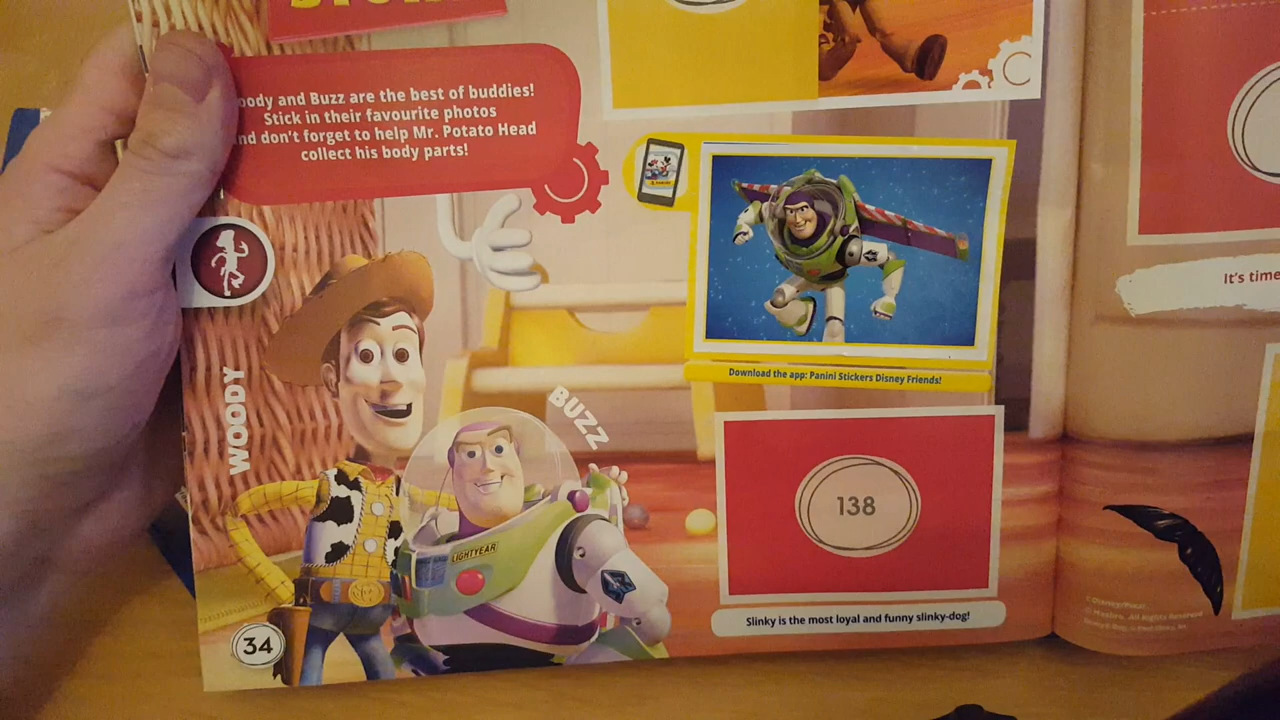 oody and Buzz are the best of buddies!
Stick in their favourite photos
nd don't forget to help Mr. Potato Head
collect his body parts!
WOODY
BUZZ
LIGHTYEAR
Download the app: Panini Stickers Disney Friends!
138
Slinky is the most loyal and funny slinky-dog!
34
It's time
© Disney/Pixar